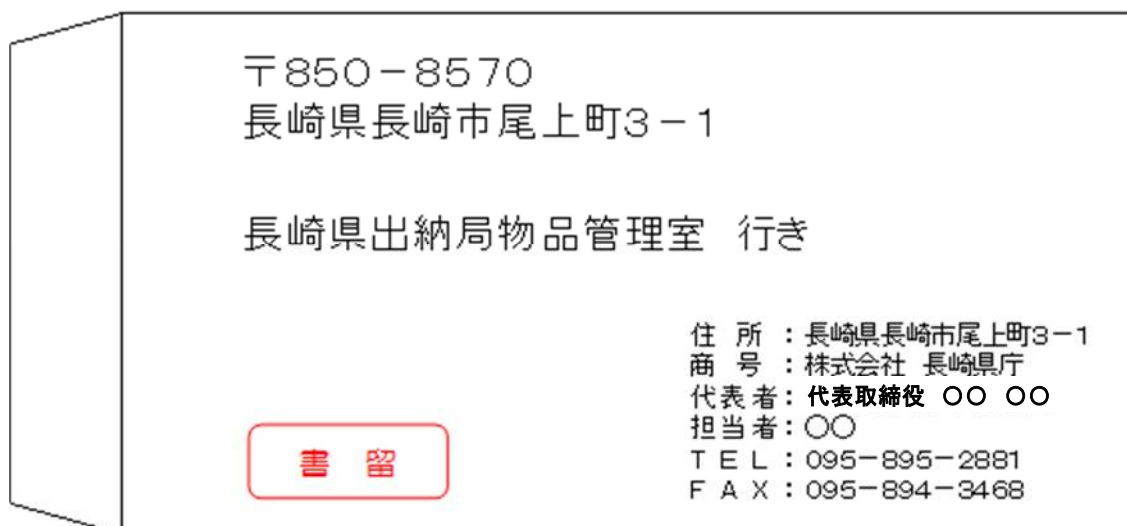 〒850-8570
長崎県長崎市尾上町3-1
長崎県出納局物品管理室 行き
住 所 :長崎県長崎市尾上町3-1
商 号 :株式会社 長崎県庁
代表者:代表取締役 〇〇 〇〇
担当者:〇〇
T E L :095-895-2881
F A X :095-894-3468
書 留